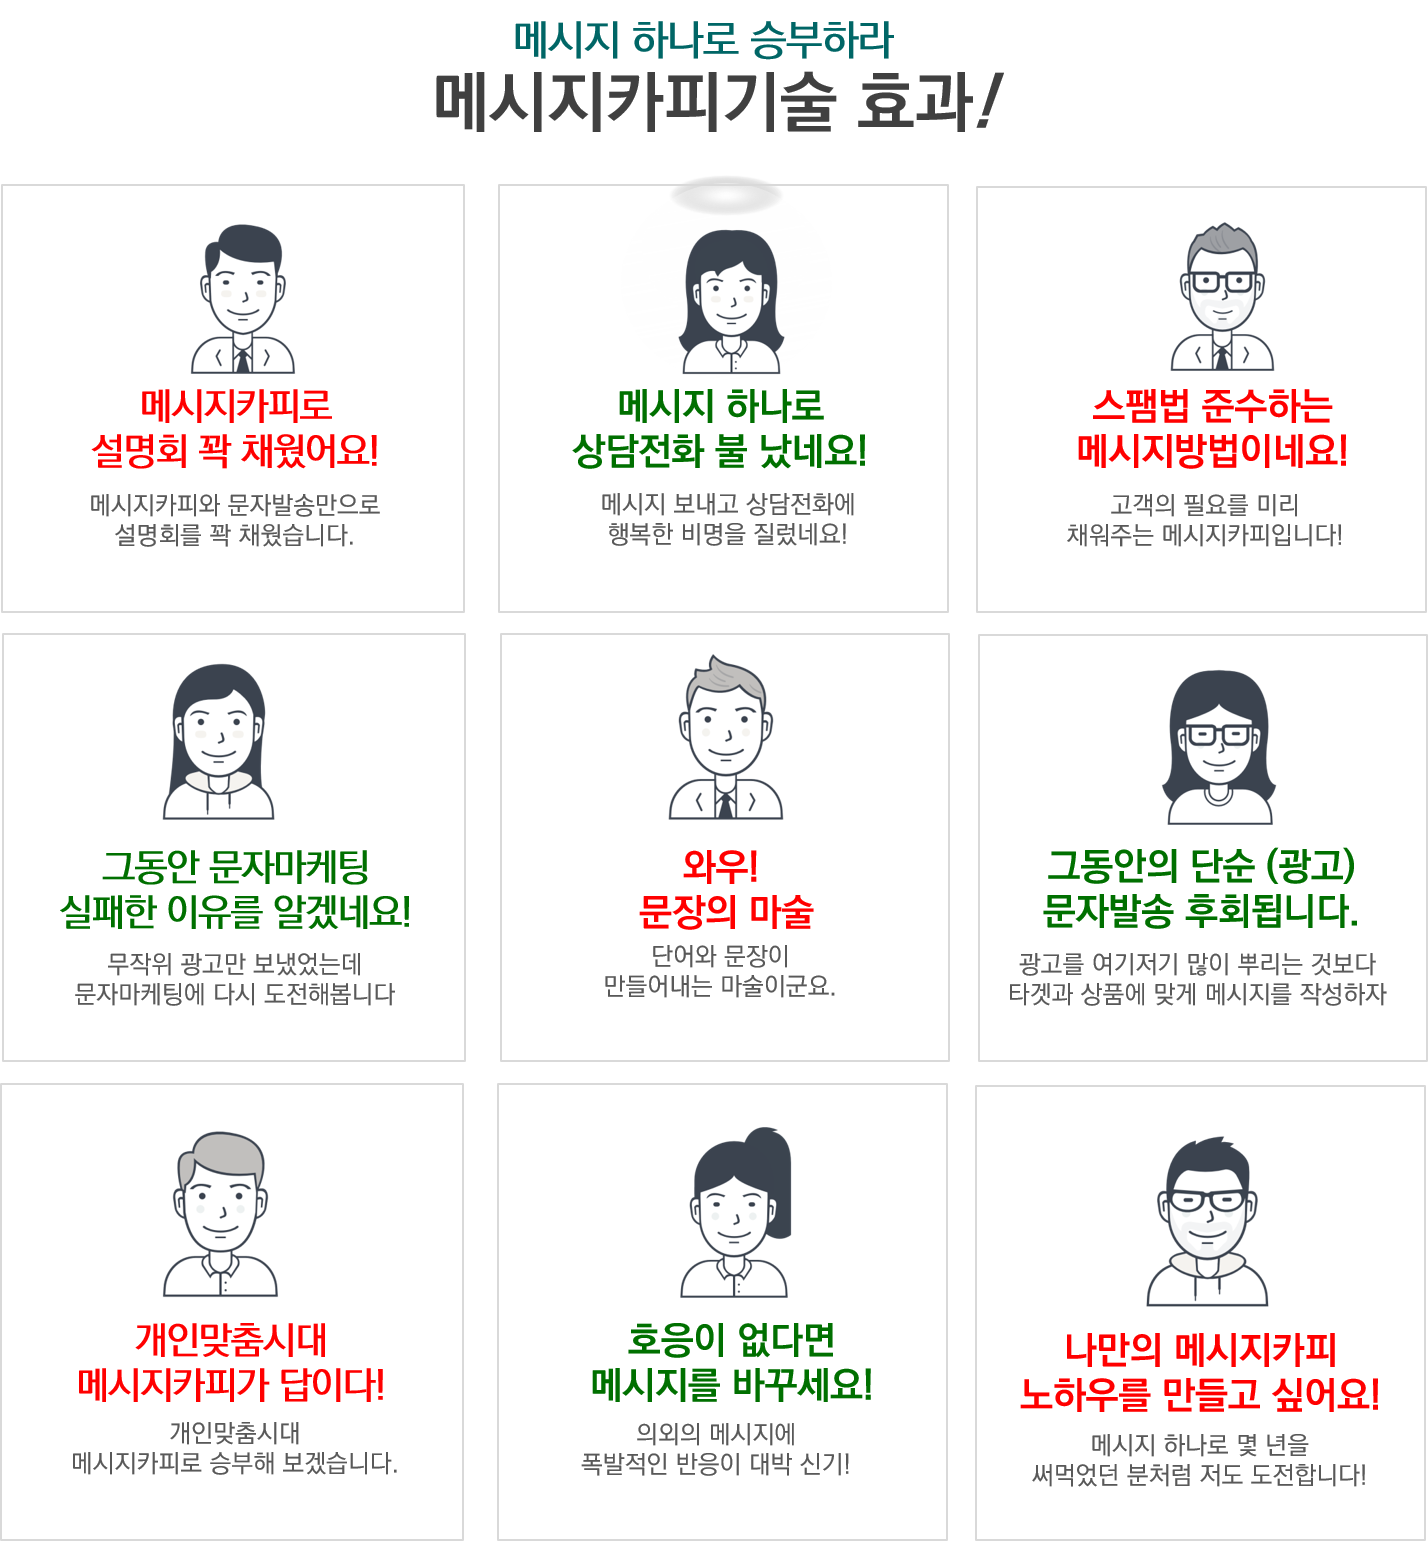 메시지 하나로 승부하라
메시지카피기술 효과!
메시지카피로
설명회 꽉 채웠어요!
메시지카피와 문자발송만으로
설명회를 꽉 채웠습니다.
메시지 하나로
상담전화 불 났네요!
메시지 보내고 상담전화에
행복한 비명을 질렀네요!
스팸법 준수하는
메시지방법이네요!
고객의 필요를 미리
채워주는 메시지카피입니다!
그동안 문자마케팅
실패한 이유를 알겠네요!
무작위 광고만 보냈었는데
문자마케팅에 다시 도전해봅니다
와우!
문장의 마술
단어와 문장이
만들어내는 마술이군요.
그동안의 단순 (광고)
문자발송 후회됩니다.
광고를 여기저기 많이 뿌리는 것보다
타겟과 상품에 맞게 메시지를 작성하자
개인맞춤시대
메시지카피가 답이다!
개인맞춤시대
메시지카피로 승부해 보겠습니다.
호응이 없다면
메시지를 바꾸세요!
의외의 메시지에
폭발적인 반응이 대박 신기!
나만의 메시지카피
노하우를 만들고 싶어요!
메시지 하나로 몇 년을
써먹었던 분처럼 저도 도전합니다!